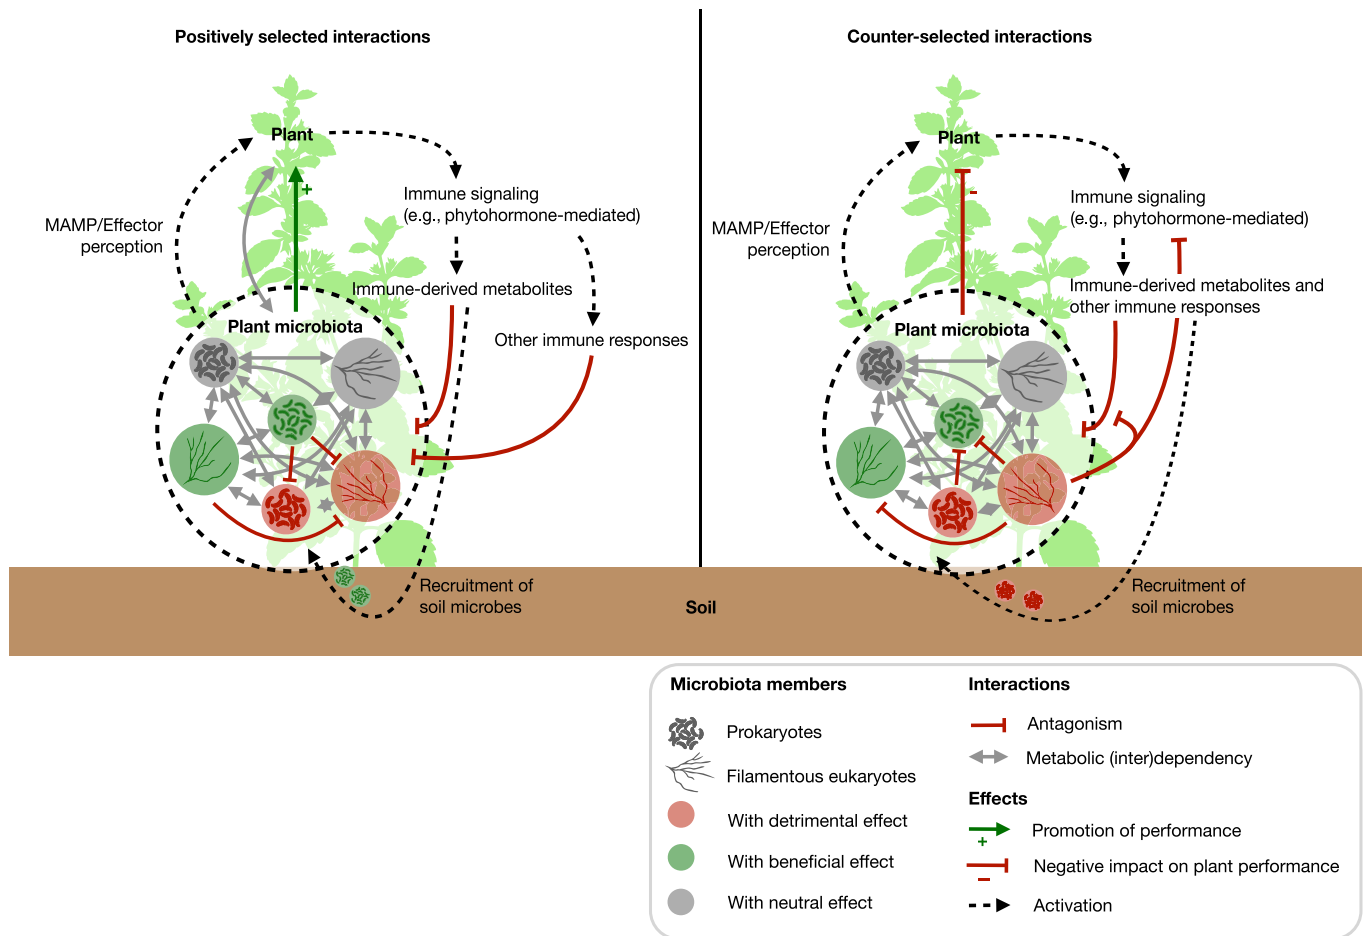 Positively selected interactions
Plant
+
Immune signaling
(e.g., phytohormone-mediated)
MAMP/Effector
perception
Immune-derived metabolites
Plant microbiota
Other immune responses
Recruitment of
soil microbes
Counter-selected interactions
Plant
-
Immune signaling
(e.g., phytohormone-mediated)
MAMP/Effector
perception
Immune-derived metabolites and
other immune responses
Plant microbiota
Recruitment of
soil microbes
Soil
Microbiota members
Prokaryotes
Filamentous eukaryotes
With detrimental effect
With beneficial effect
With neutral effect
Interactions
Antagonism
Metabolic (inter)dependency
Effects
Promotion of performance
+
Negative impact on plant performance
-
Activation